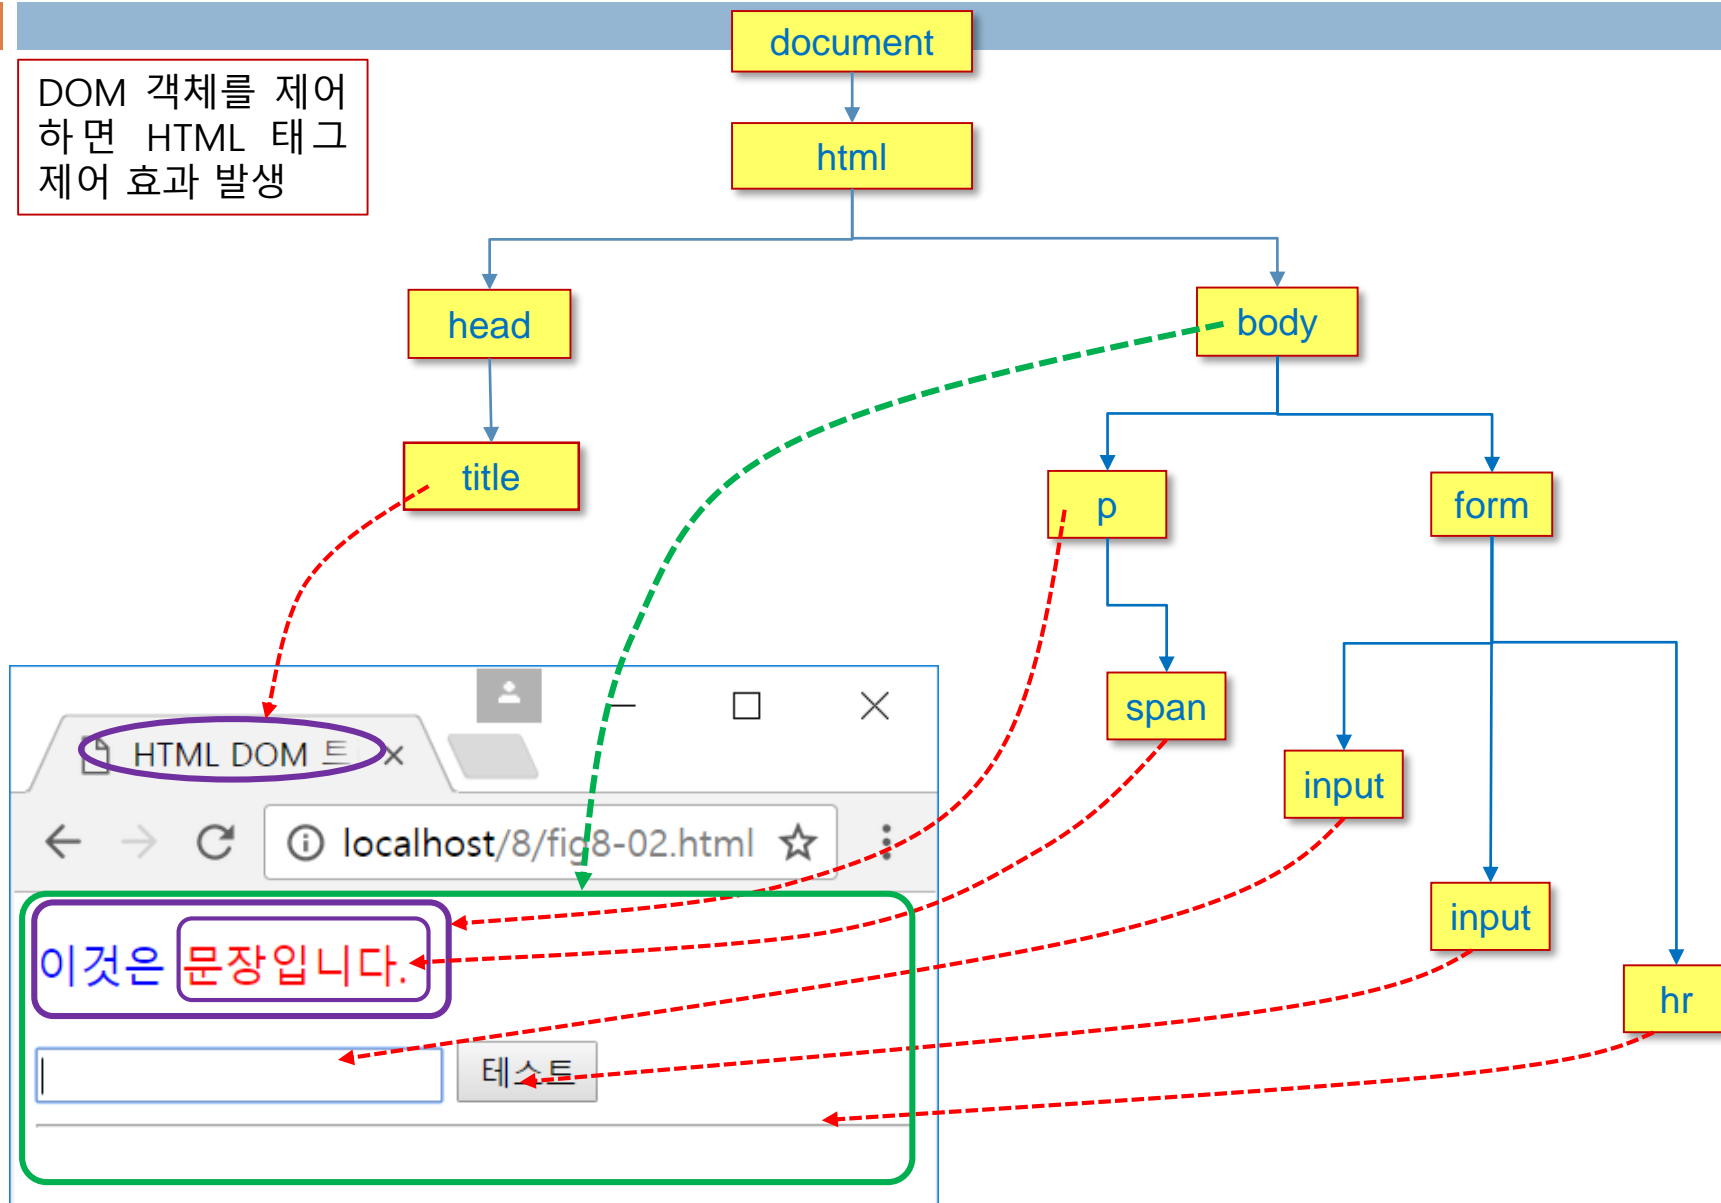 document
DOM 객체를 제어
하면 HTML 태그
제어 효과 발생
html
head
body
title
p
form
span
input
input
hr
HTML DOM 트
localhost/8/fig8-02.html
이것은 문장입니다.
테스트